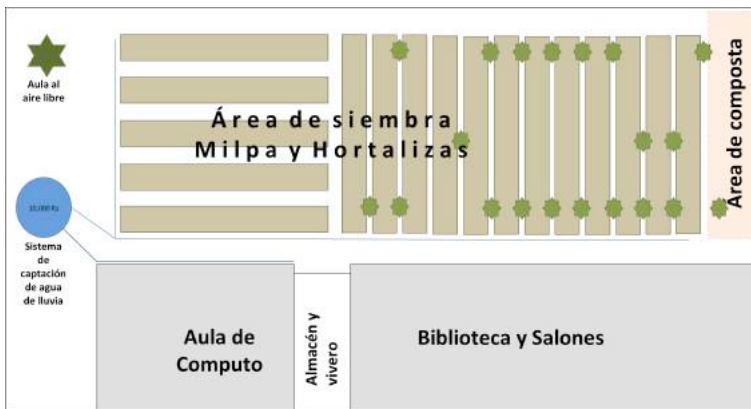 Aula al
aire libre
Área de siembra
Milpa y Hortalizas
Area de composta
Sistema
de
captación
de agua
de lluvia
Aula de
Computo
Almacén y
vivero
Biblioteca y Salones